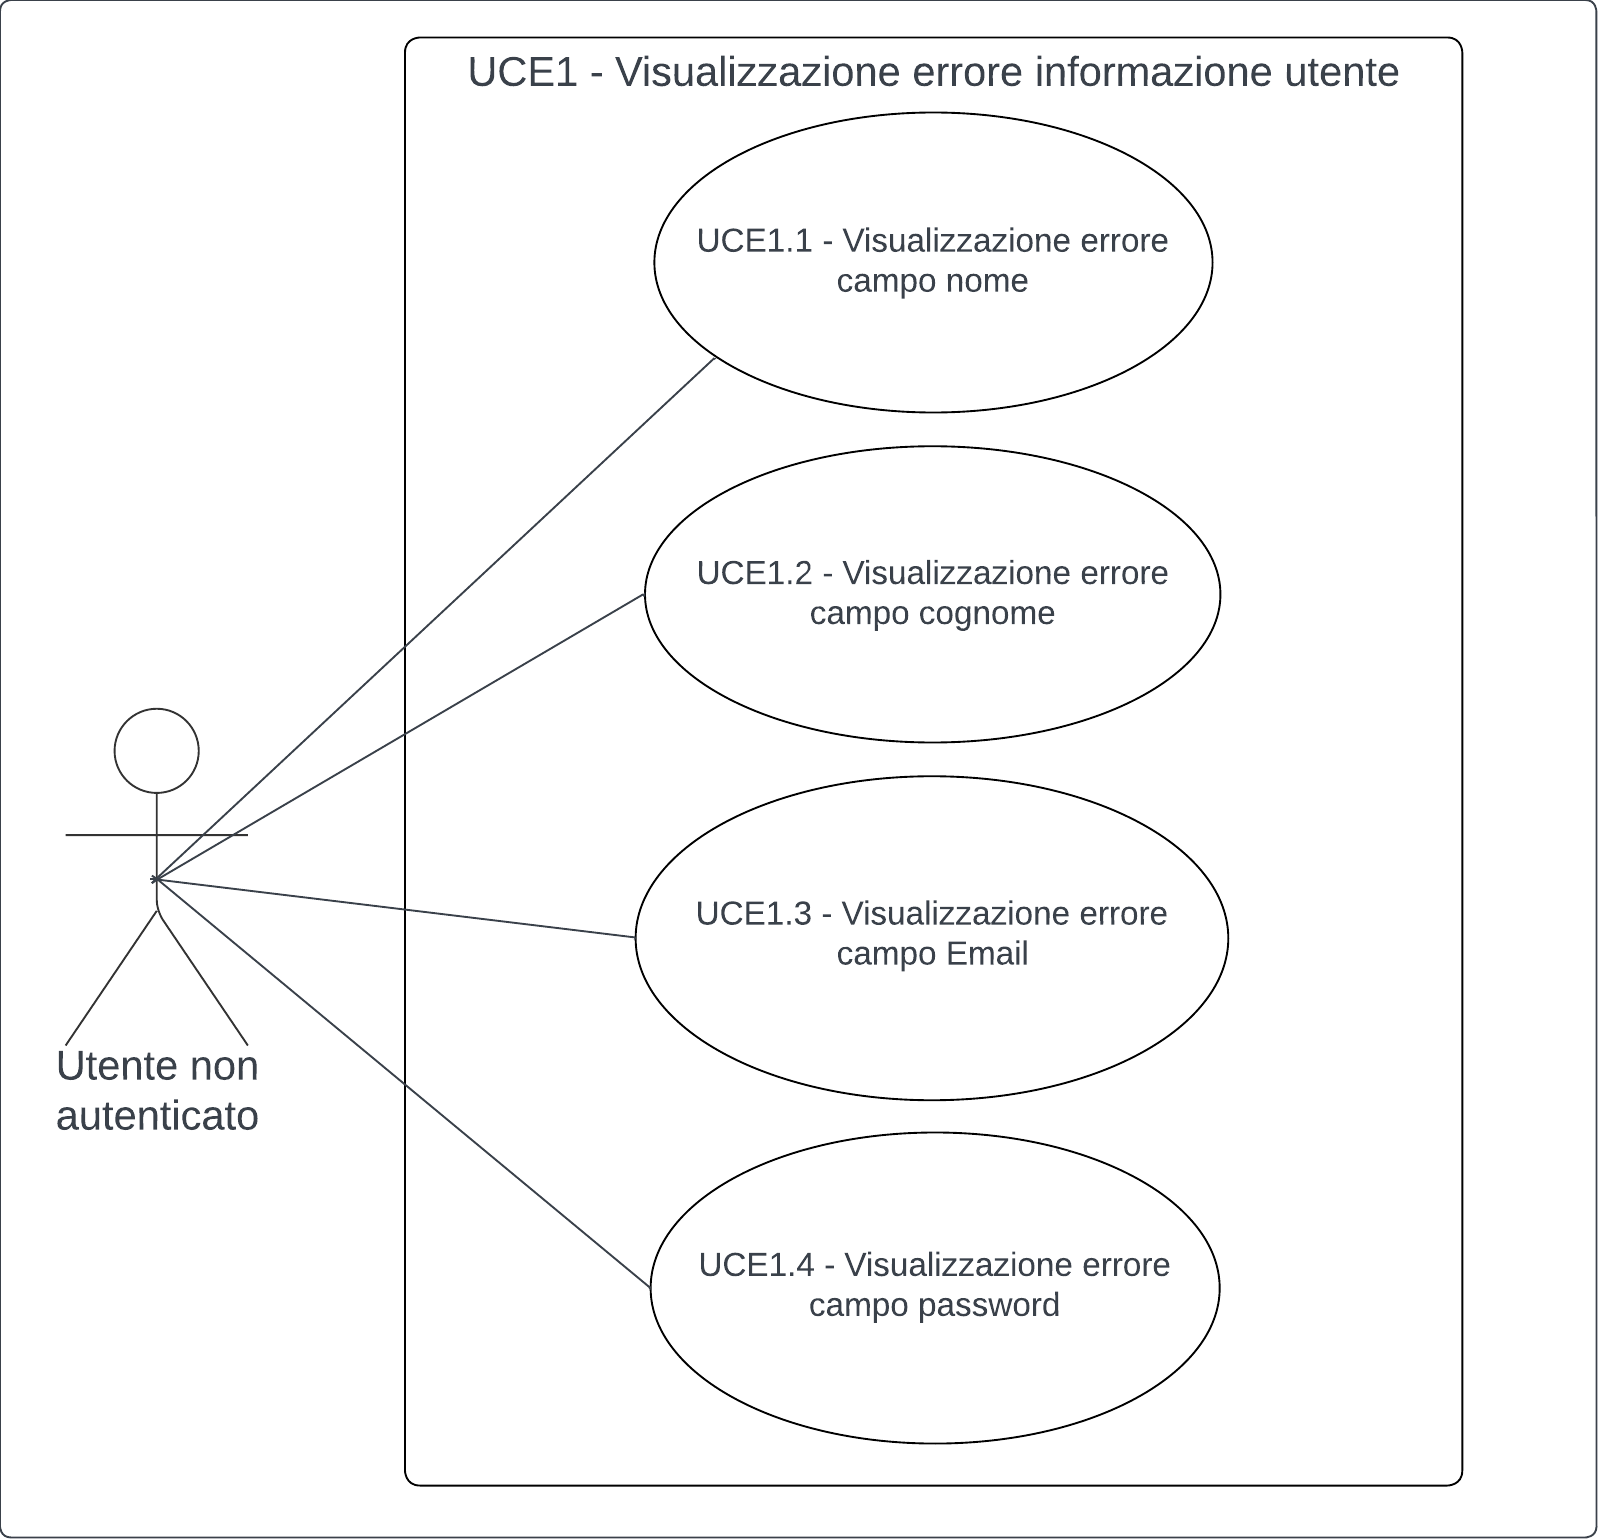 UCE1 - Visualizzazione errore informazione utente
UCE1.1 - Visualizzazione errore
campo nome
UCE1.2 - Visualizzazione errore
campo cognome
UCE1.3 - Visualizzazione errore
campo Email
Utente non
autenticato
UCE1.4 - Visualizzazione errore
campo password